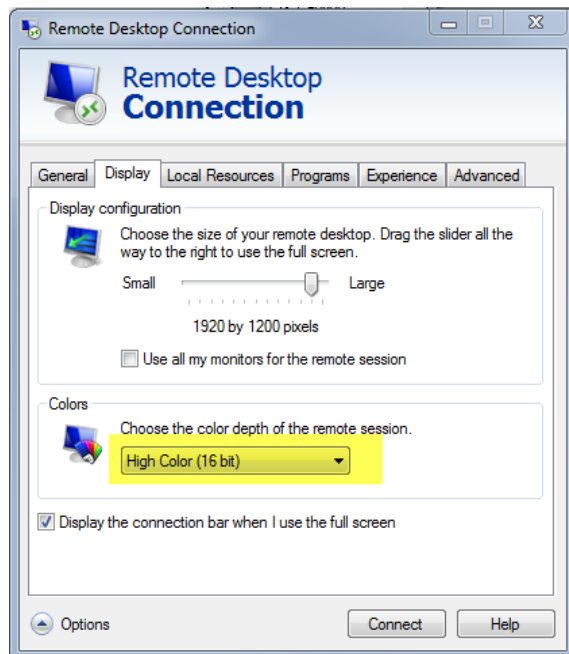 Remote Desktop Connection
Remote Desktop
Connection
General Display Local Resources Programs Experience Advanced
Display configuration
Choose the size of your remote desktop. Drag the slider all the
way to the right to use the full screen.
Small Large
1920 by 1200 pixels
Use all my monitors for the remote session
Colors
Choose the color depth of the remote session.
High Color (16 bit)
Display the connection bar when I use the full screen
Options Connect Help